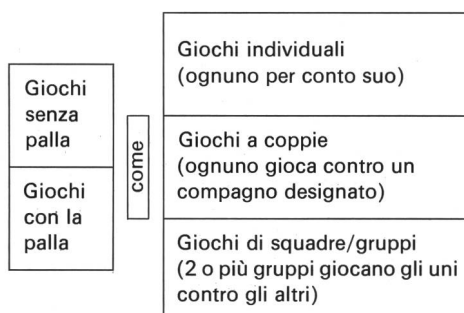 Giochi
senza
palla
Giochi
con la
palla
come
Giochi individuali
(ognuno per conto suo)
Giochi a coppie
(ognuno gioca contro un
compagno designato)
Giochi di squadre/gruppi
(2 o più gruppi giocano gli uni
contro gli altri)